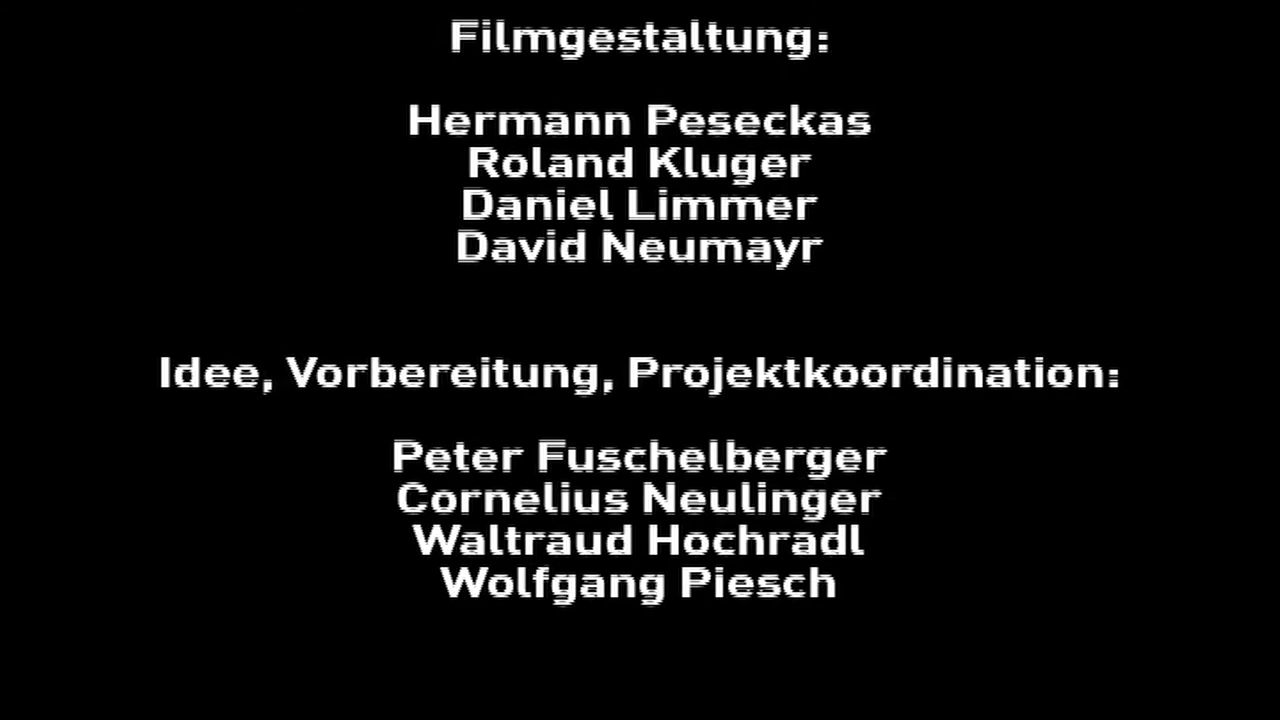 Filmgestaltung:
Hermann Peseckas
Roland Kluger
Daniel Limmer
David Neumayr
Idee, Vorbereitung, Projektkoordination:
Peter Fuschelberger
Cornelius Neulinger
Waltraud Hochradl
Wolfgang Piesch